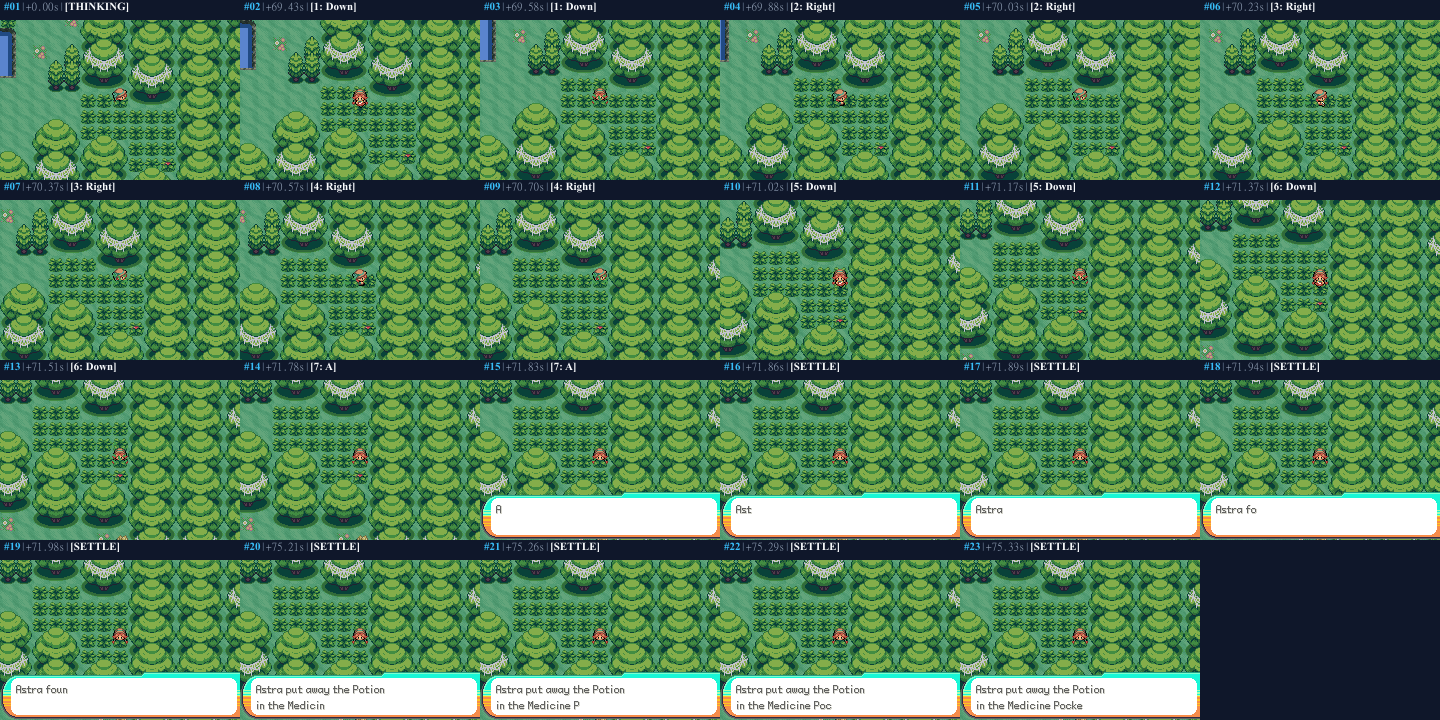 #01|+0.00s|[THINKING]
#02|+69.43s|[1: Down]
#03|+69.58s|[1: Down]
#04|+69.88s|[2: Right]
#05|+70.03s|[2: Right]
#06|+70.23s|[3: Right]
#07|+70.37s|[3: Right]
#08|+70.57s|[4: Right]
#09|+70.70s|[4: Right]
#10|+71.02s|[5: Down]
#11|+71.17s|[5: Down]
#12|+71.37s|[6: Down]
#13|+71.51s|[6: Down]
#14|+71.78s|[7: A]
#15|+71.83s|[7: A]
#16|+71.86s|[SETTLE]
#17|+71.89s|[SETTLE]
#18|+71.94s|[SETTLE]
A
Ast
Astra
Astra fo
#19|+71.98s|[SETTLE]
#20|+75.21s|[SETTLE]
#21|+75.26s|[SETTLE]
#22|+75.29s|[SETTLE]
#23|+75.33s|[SETTLE]
Astra foun
Astra put away the Potion
in the Medicin
Astra put away the Potion
in the Medicine P
Astra put away the Potion
in the Medicine Poc
Astra put away the Potion
in the Medicine Pocke